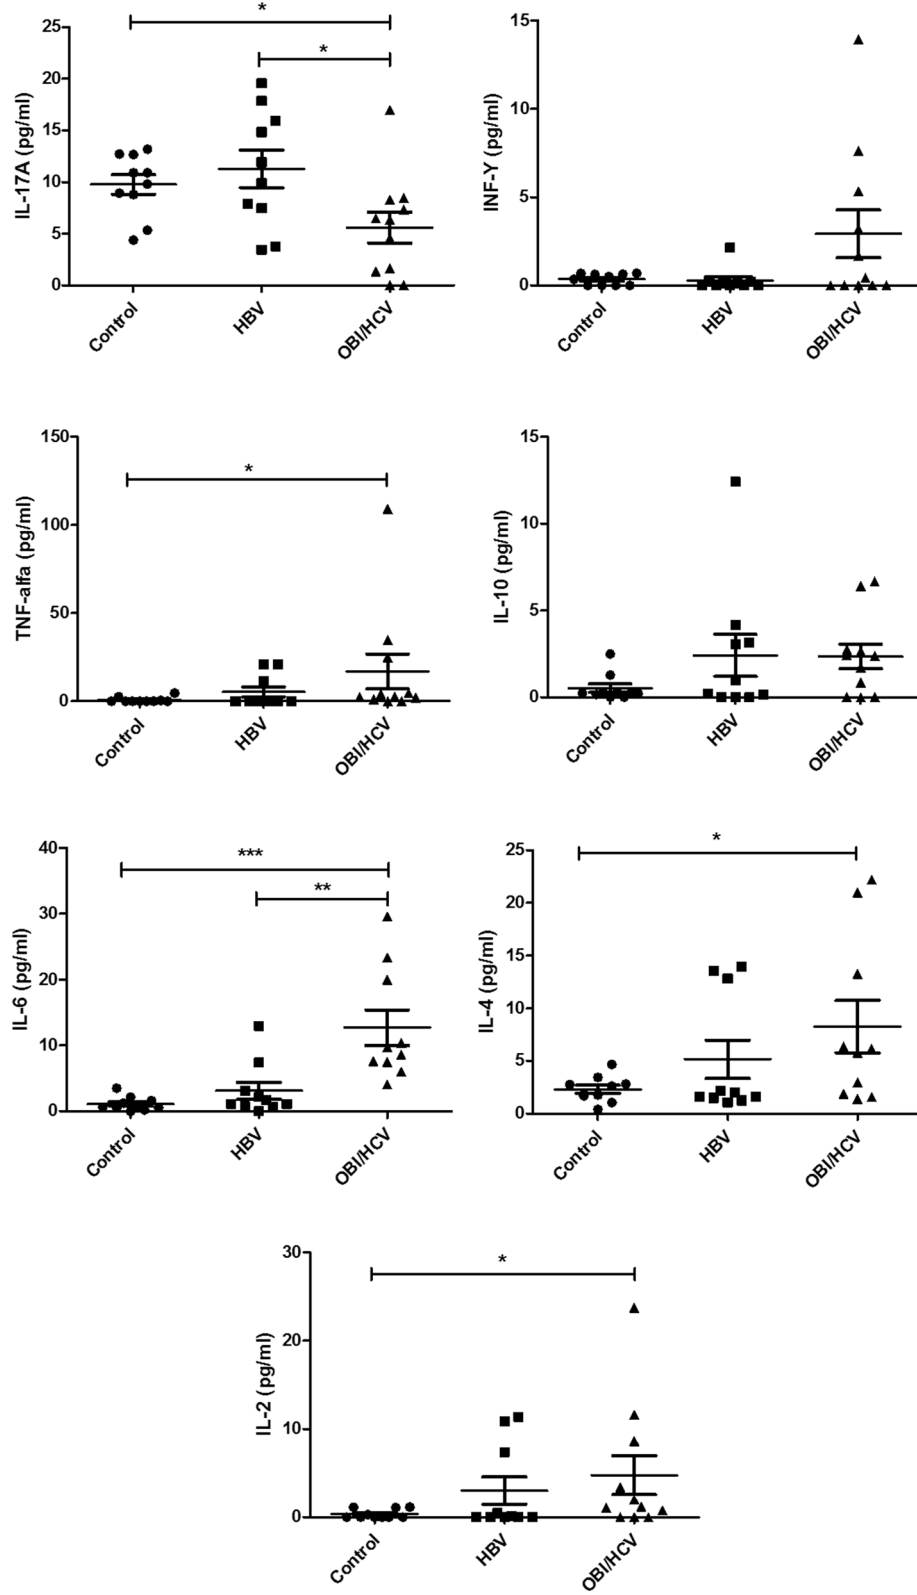 *
*
25
20
15
10
5
0
IL-17A (pg/ml)
Control
HBV
OBI/HCV
15
10
5
0
INF-Y (pg/ml)
Control
HBV
OBI/HCV
*
150
100
50
0
TNF-alfa (pg/ml)
Control
HBV
OBI/HCV
15
10
5
0
IL-10 (pg/ml)
Control
HBV
OBI/HCV
***
**
40
30
20
10
0
IL-6 (pg/ml)
Control
HBV
OBI/HCV
*
25
20
15
10
5
0
IL-4 (pg/ml)
Control
HBV
OBI/HCV
*
30
20
10
0
IL-2 (pg/ml)
Control
HBV
OBI/HCV